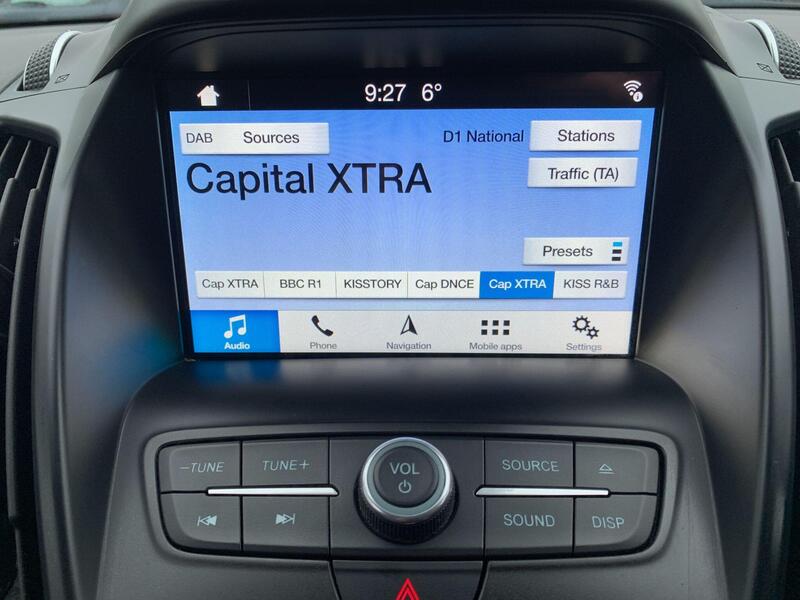 9:27 6°
DAB Sources D1 National Stations
Capital XTRA
Traffic (TA)
Presets
Cap XTRA BBC R1 KISSTORY Cap DNCE Cap XTRA KISS R&B
Audio Phone Navigation Mobile apps Settings
–TUNE TUNE+ VOL SOURCE
SOUND DISP